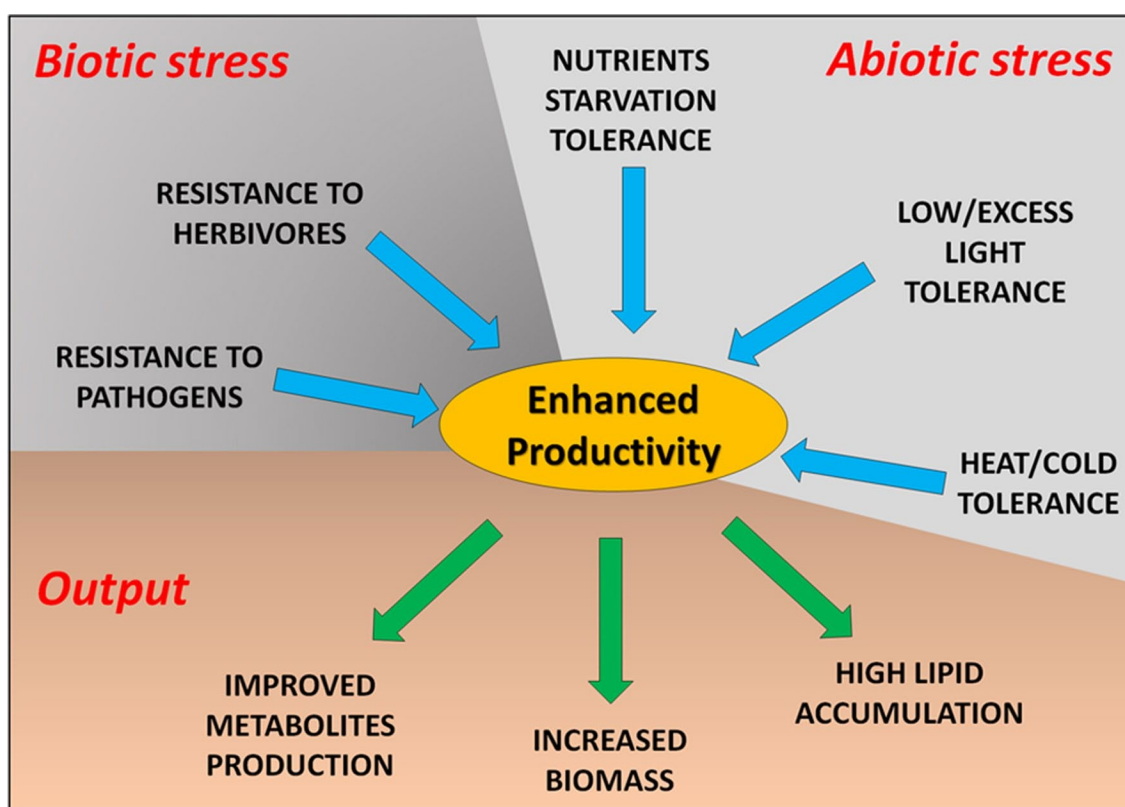 Biotic stress
Abiotic stress
NUTRIENTS
STARVATION
TOLERANCE
RESISTANCE TO
HERBIVORES
LOW/EXCESS
LIGHT
TOLERANCE
RESISTANCE TO
PATHOGENS
Enhanced
Productivity
HEAT/COLD
TOLERANCE
Output
IMPROVED
METABOLITES
PRODUCTION
INCREASED
BIOMASS
HIGH LIPID
ACCUMULATION